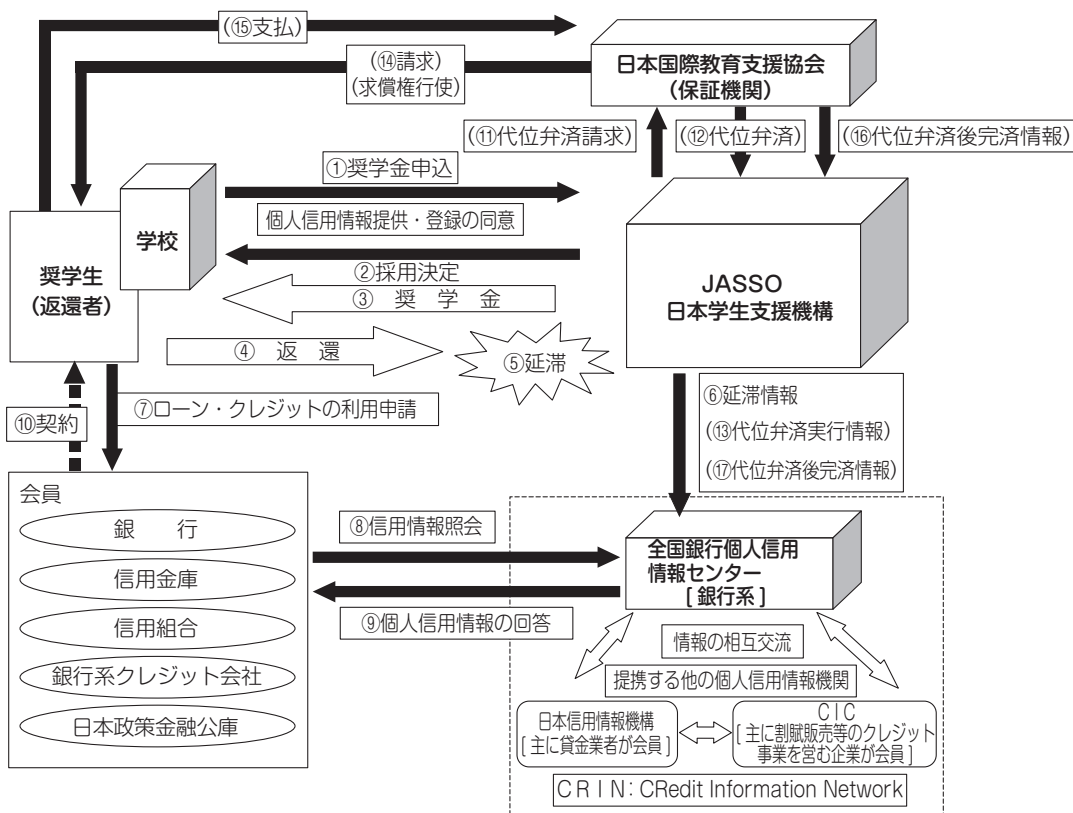 (⑮支払)
(⑭請求)
(求償権行使)
日本国際教育支援協会
(保証機関)
(⑪代位弁済請求)
(⑫代位弁済)
(⑯代位弁済後完済情報)
①奨学金申込
個人信用情報提供・登録の同意
学校
奨学生
(返還者)
②採用決定
③ 奨 学 金
④ 返 還
⑤延滞
JASSO
日本学生支援機構
⑥延滞情報
(⑬代位弁済実行情報)
(⑰代位弁済後完済情報)
⑦ローン・クレジットの利用申請
⑩契約
会員
銀 行
信用金庫
信用組合
銀行系クレジット会社
日本政策金融公庫
⑧信用情報照会
⑨個人信用情報の回答
全国銀行個人信用
情報センター
[銀行系]
情報の相互交流
提携する他の個人信用情報機関
日本信用情報機構
[主に貸金業者が会員]
CIC
[主に割賦販売等のクレジット
事業を営む企業が会員]
CRIN: CRedit Information Network